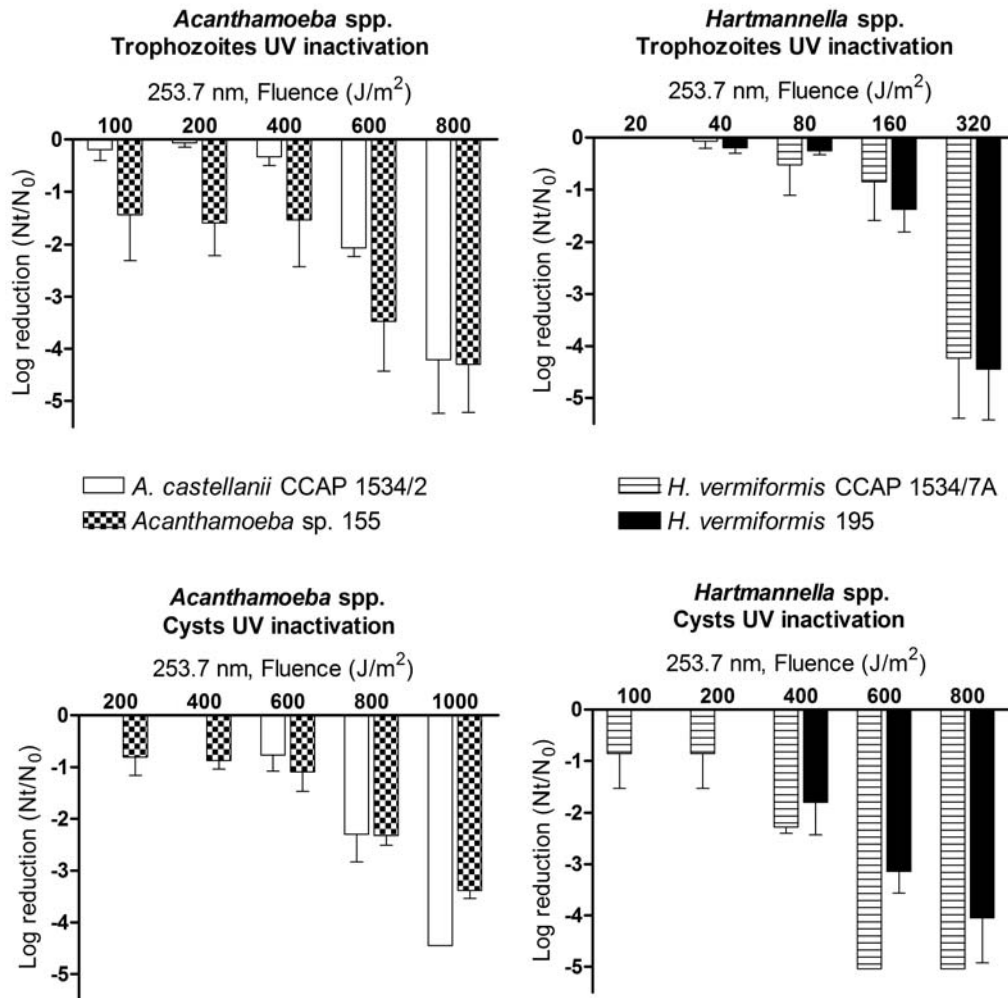 Acanthamoeba spp.
Trophozoites UV inactivation
253.7 nm, Fluence (J/m²)
100 200 400 600 800
Log reduction (Nt/N₀)
0
-1
-2
-3
-4
-5
Hartmannella spp.
Trophozoites UV inactivation
253.7 nm, Fluence (J/m²)
20 40 80 160 320
Log reduction (Nt/N₀)
0
-1
-2
-3
-4
-5
A. castellanii CCAP 1534/2
Acanthamoeba sp. 155
H. vermiformis CCAP 1534/7A
H. vermiformis 195
Acanthamoeba spp.
Cysts UV inactivation
253.7 nm, Fluence (J/m²)
200 400 600 800 1000
Log reduction (Nt/N₀)
0
-1
-2
-3
-4
-5
Hartmannella spp.
Cysts UV inactivation
253.7 nm, Fluence (J/m²)
100 200 400 600 800
Log reduction (Nt/N₀)
0
-1
-2
-3
-4
-5